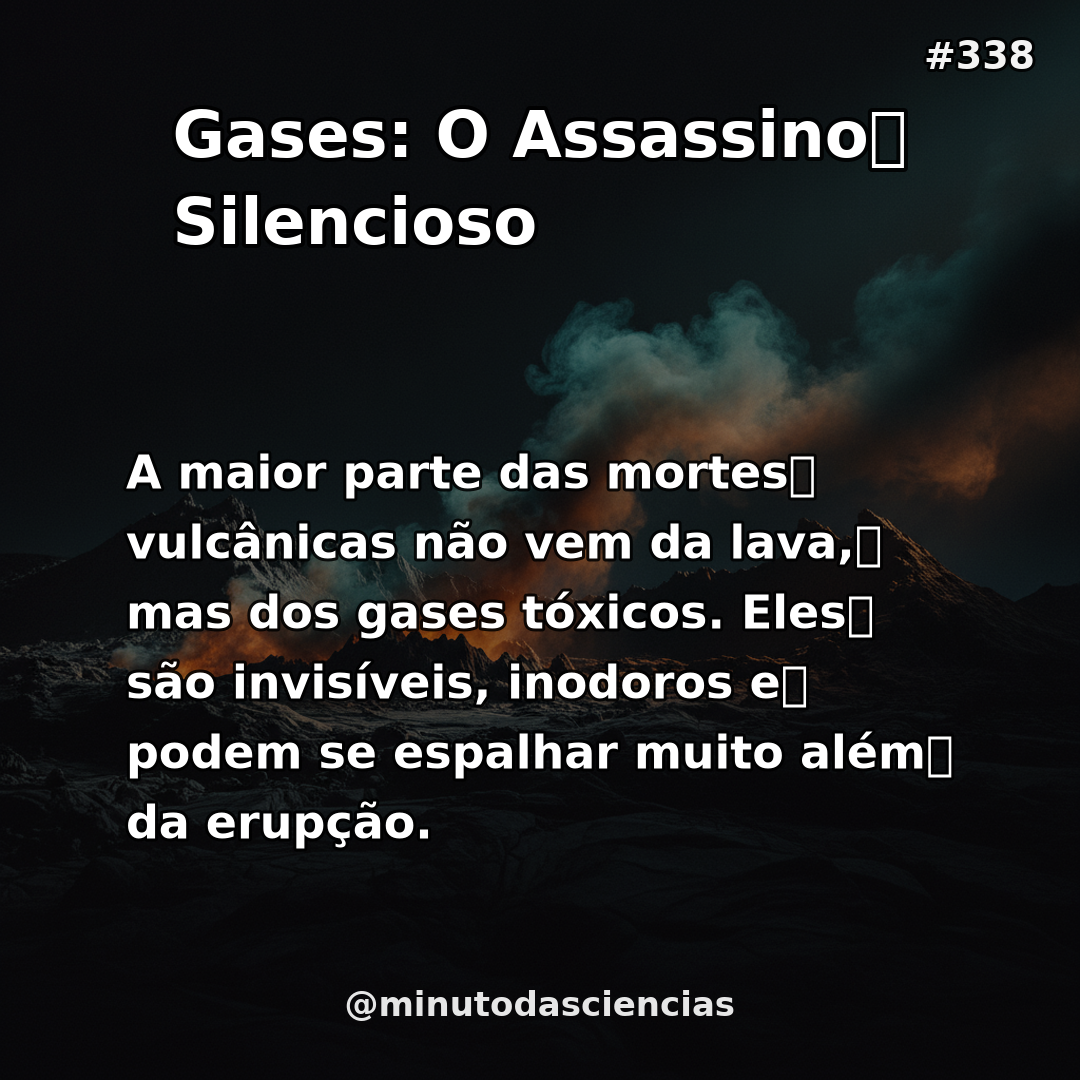 #338
Gases: O Assassino▯
Silencioso
A maior parte das mortes▯
vulcânicas não vem da lava,▯
mas dos gases tóxicos. Eles▯
são invisíveis, inodoros e▯
podem se espalhar muito além▯
da erupção.
@minutodasciencias